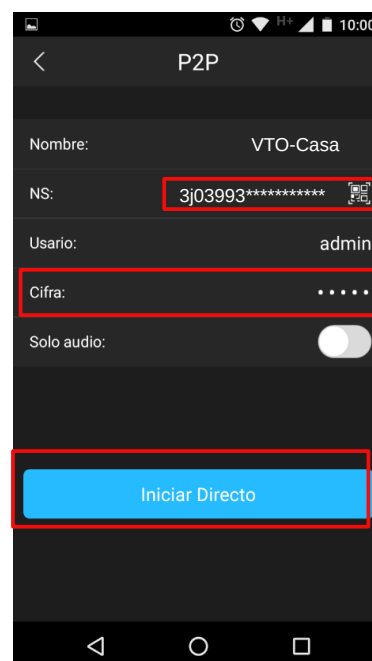 H+ 10:00
P2P
Nombre: VTO-Casa
NS: 3j03993***********
Usario: admin
Cifra: •••••
Solo audio:
Iniciar Directo